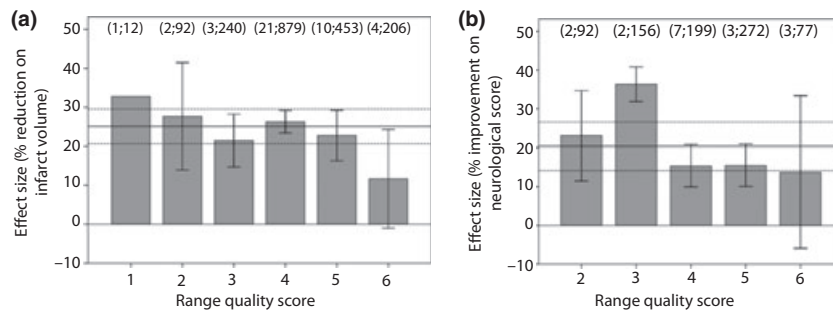 (a)
(1;12) (2;92) (3;240) (21;879) (10;453) (4;206)
Effect size (% reduction on
infarct volume)
50
40
30
20
10
0
–10
1 2 3 4 5 6
Range quality score
(b)
(2;92) (2;156) (7;199) (3;272) (3;77)
Effect size (% improvement on
neurological score)
50
40
30
20
10
0
–10
2 3 4 5 6
Range quality score